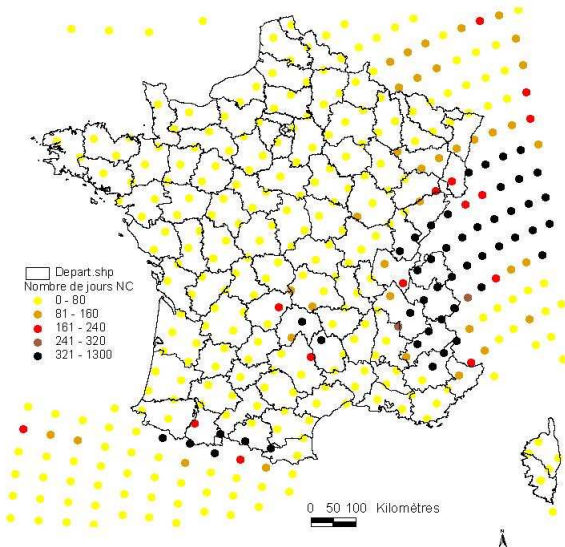 Depart.shp
Nombre de jours NC
0 - 80
81 - 160
161 - 240
241 - 320
321 - 1300
0 50 100 Kilomètres
N